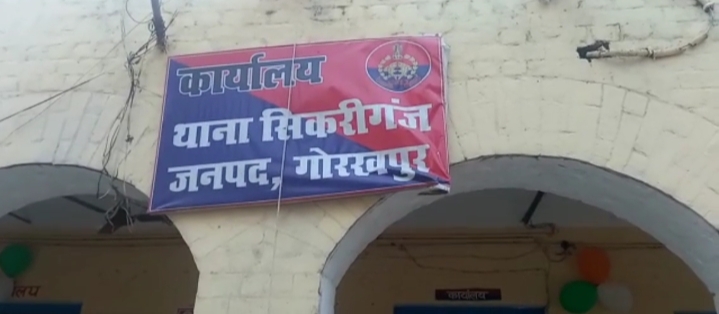 कार्यालय
थाना सिकरीगंज
जनपद, गोरखपुर
कार्यालय